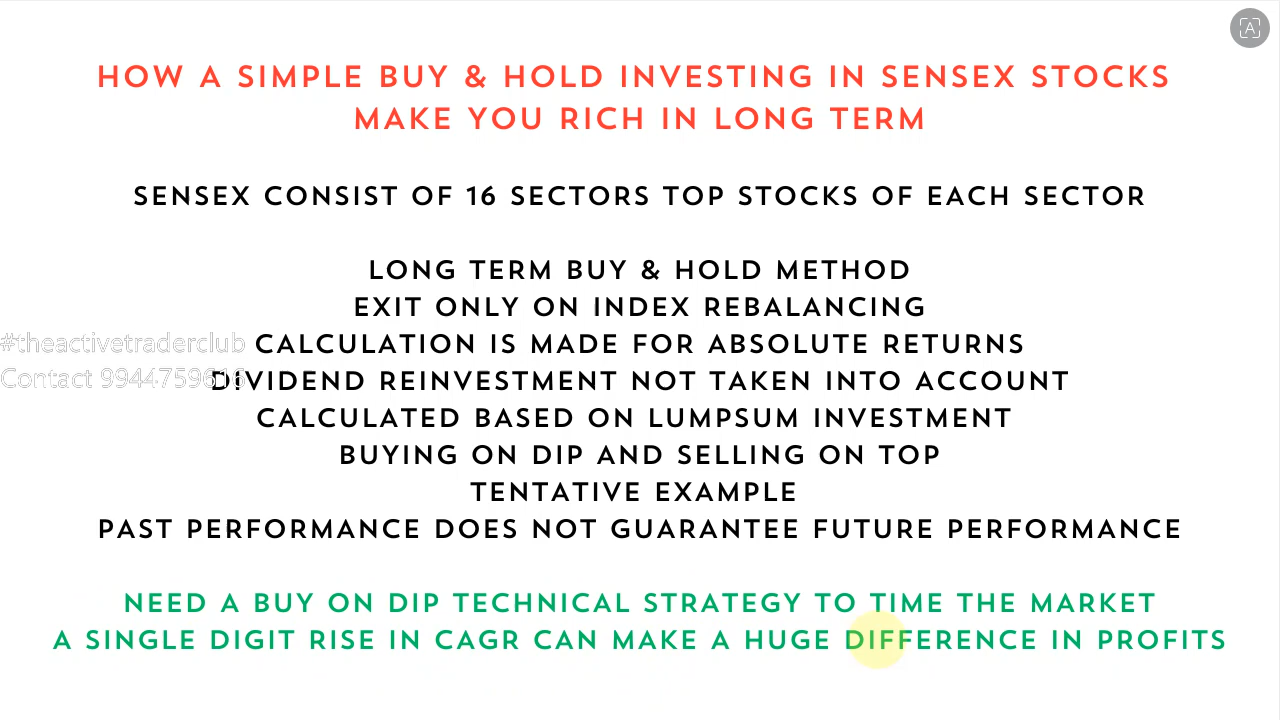 HOW A SIMPLE BUY & HOLD INVESTING IN SENSEX STOCKS
MAKE YOU RICH IN LONG TERM
SENSEX CONSIST OF 16 SECTORS TOP STOCKS OF EACH SECTOR
LONG TERM BUY & HOLD METHOD
EXIT ONLY ON INDEX REBALANCING
#theactivetraderclub
CALCULATION IS MADE FOR ABSOLUTE RETURNS
Contact 9944759616
DIVIDEND REINVESTMENT NOT TAKEN INTO ACCOUNT
CALCULATED BASED ON LUMPSUM INVESTMENT
BUYING ON DIP AND SELLING ON TOP
TENTATIVE EXAMPLE
PAST PERFORMANCE DOES NOT GUARANTEE FUTURE PERFORMANCE
NEED A BUY ON DIP TECHNICAL STRATEGY TO TIME THE MARKET
A SINGLE DIGIT RISE IN CAGR CAN MAKE A HUGE DIFFERENCE IN PROFITS